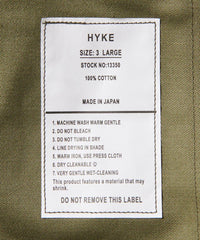 HYKE
SIZE: 3 LARGE
STOCK NO: 13350
100% COTTON
MADE IN JAPAN
1. MACHINE WASH WARM GENTLE
2. DO NOT BLEACH
3. DO NOT TUMBLE DRY
4. LINE DRYING IN SHADE
5. WARM IRON, USE PRESS CLOTH
6. DRY CLEANABLE
7. VERY GENTLE WET-CLEANING
This product features a material that may
shrink.
DO NOT REMOVE THIS LABEL